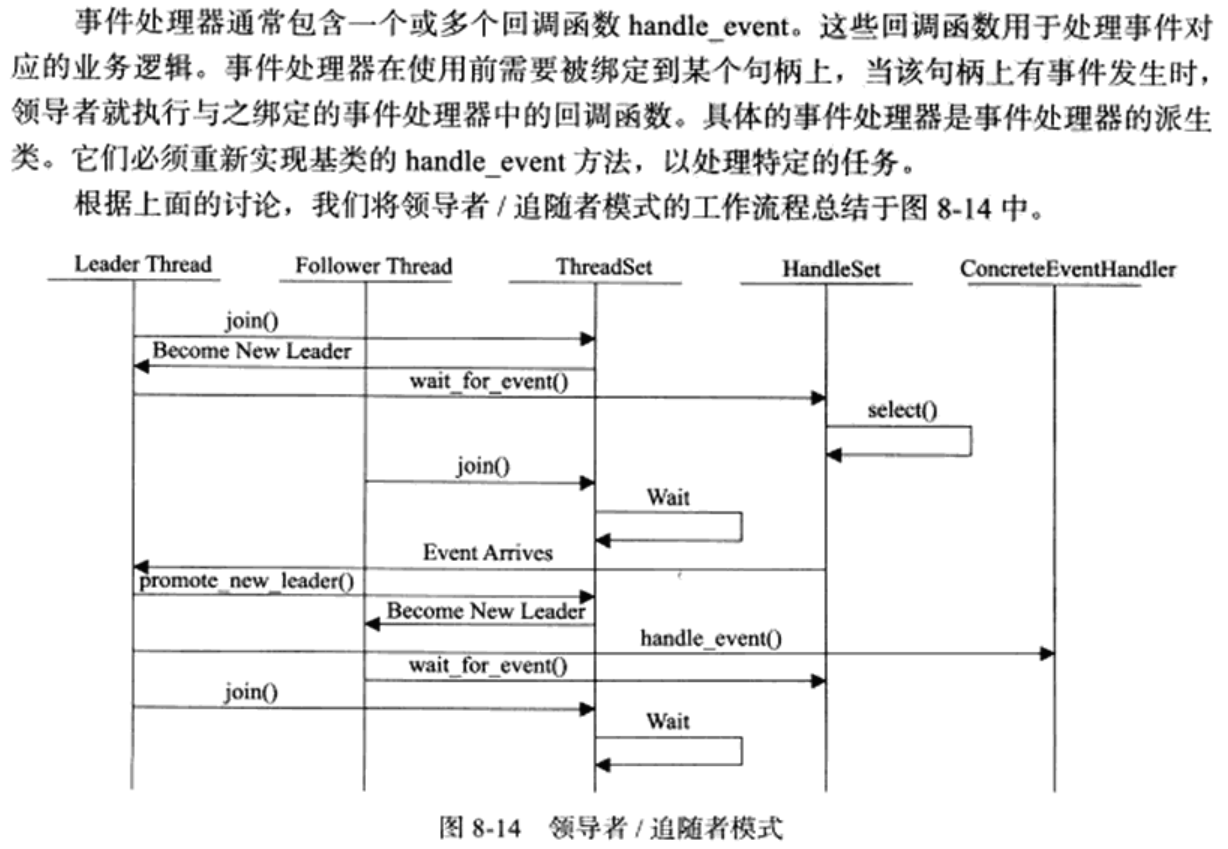 事件处理器通常包含一个或多个回调函数 handle_event。这些回调函数用于处理事件对
应的业务逻辑。事件处理器在使用前需要被绑定到某个句柄上，当该句柄上有事件发生时，
领导者就执行与之绑定的事件处理器中的回调函数。具体的事件处理器是事件处理器的派生
类。它们必须重新实现基类的 handle_event 方法，以处理特定的任务。
根据上面的讨论，我们将领导者 / 追随者模式的工作流程总结于图 8-14 中。
Leader Thread
Follower Thread
ThreadSet
HandleSet
ConcreteEventHandler
join()
Become New Leader
wait_for_event()
select()
join()
Wait
Event Arrives
promote_new_leader()
Become New Leader
handle_event()
wait_for_event()
join()
Wait
图 8-14 领导者 / 追随者模式